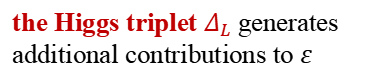 the Higgs triplet Δ_L generates
additional contributions to ε